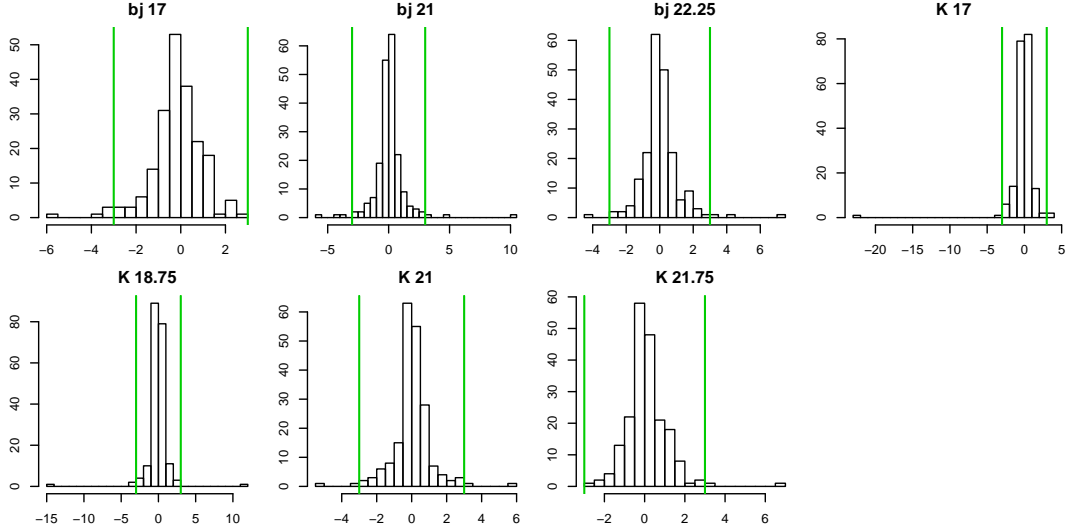 bj 17
bj 21
bj 22.25
K 17
0 10 20 30 40 50
−6 −4 −2 0 2
0 10 20 30 40 50 60
−5 0 5 10
0 10 20 30 40 50 60
−4 −2 0 2 4 6
0 20 40 60 80
−20 −15 −10 −5 0 5
K 18.75
K 21
K 21.75
0 20 40 60 80
−15 −10 −5 0 5 10
0 10 20 30 40 50 60
−4 −2 0 2 4 6
0 10 20 30 40 50 60
−2 0 2 4 6